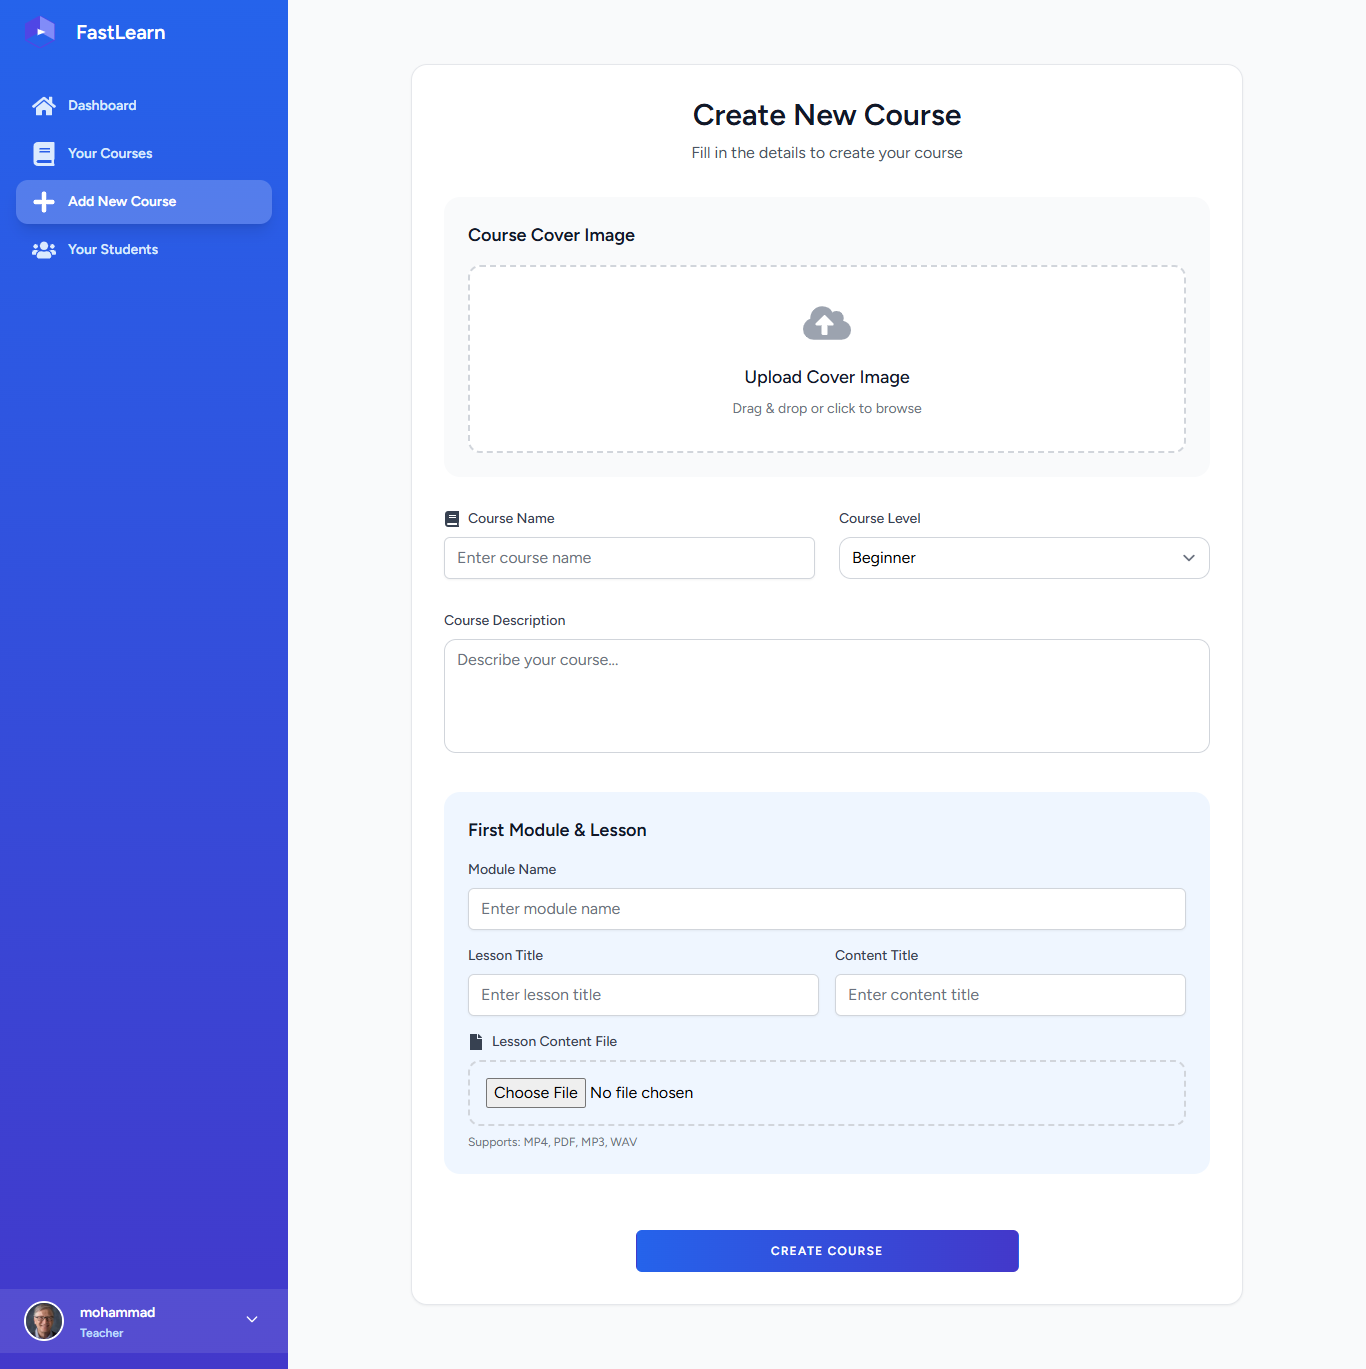 FastLearn
Dashboard
Your Courses
Add New Course
Your Students
mohammad
Teacher
Create New Course
Fill in the details to create your course
Course Cover Image
Upload Cover Image
Drag & drop or click to browse
Course Name
Course Level
Enter course name
Beginner
Course Description
Describe your course...
First Module & Lesson
Module Name
Enter module name
Lesson Title
Content Title
Enter lesson title
Enter content title
Lesson Content File
Choose File No file chosen
Supports: MP4, PDF, MP3, WAV
CREATE COURSE